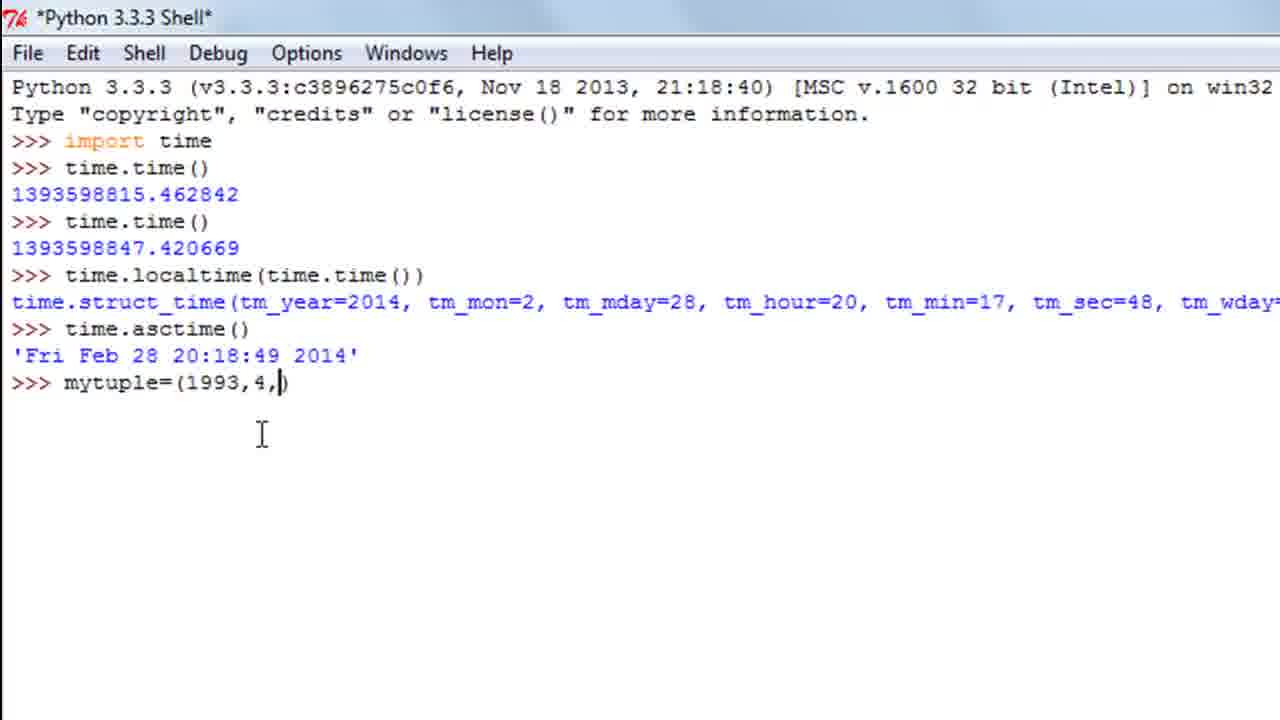 *Python 3.3.3 Shell*
File Edit Shell Debug Options Windows Help
Python 3.3.3 (v3.3.3:c3896275c0f6, Nov 18 2013, 21:18:40) [MSC v.1600 32 bit (Intel)] on win32
Type "copyright", "credits" or "license()" for more information.
>>> import time
>>> time.time()
1393598815.462842
>>> time.time()
1393598847.420669
>>> time.localtime(time.time())
time.struct_time(tm_year=2014, tm_mon=2, tm_mday=28, tm_hour=20, tm_min=17, tm_sec=48, tm_wday=
>>> time.asctime()
'Fri Feb 28 20:18:49 2014'
>>> mytuple=(1993,4,)